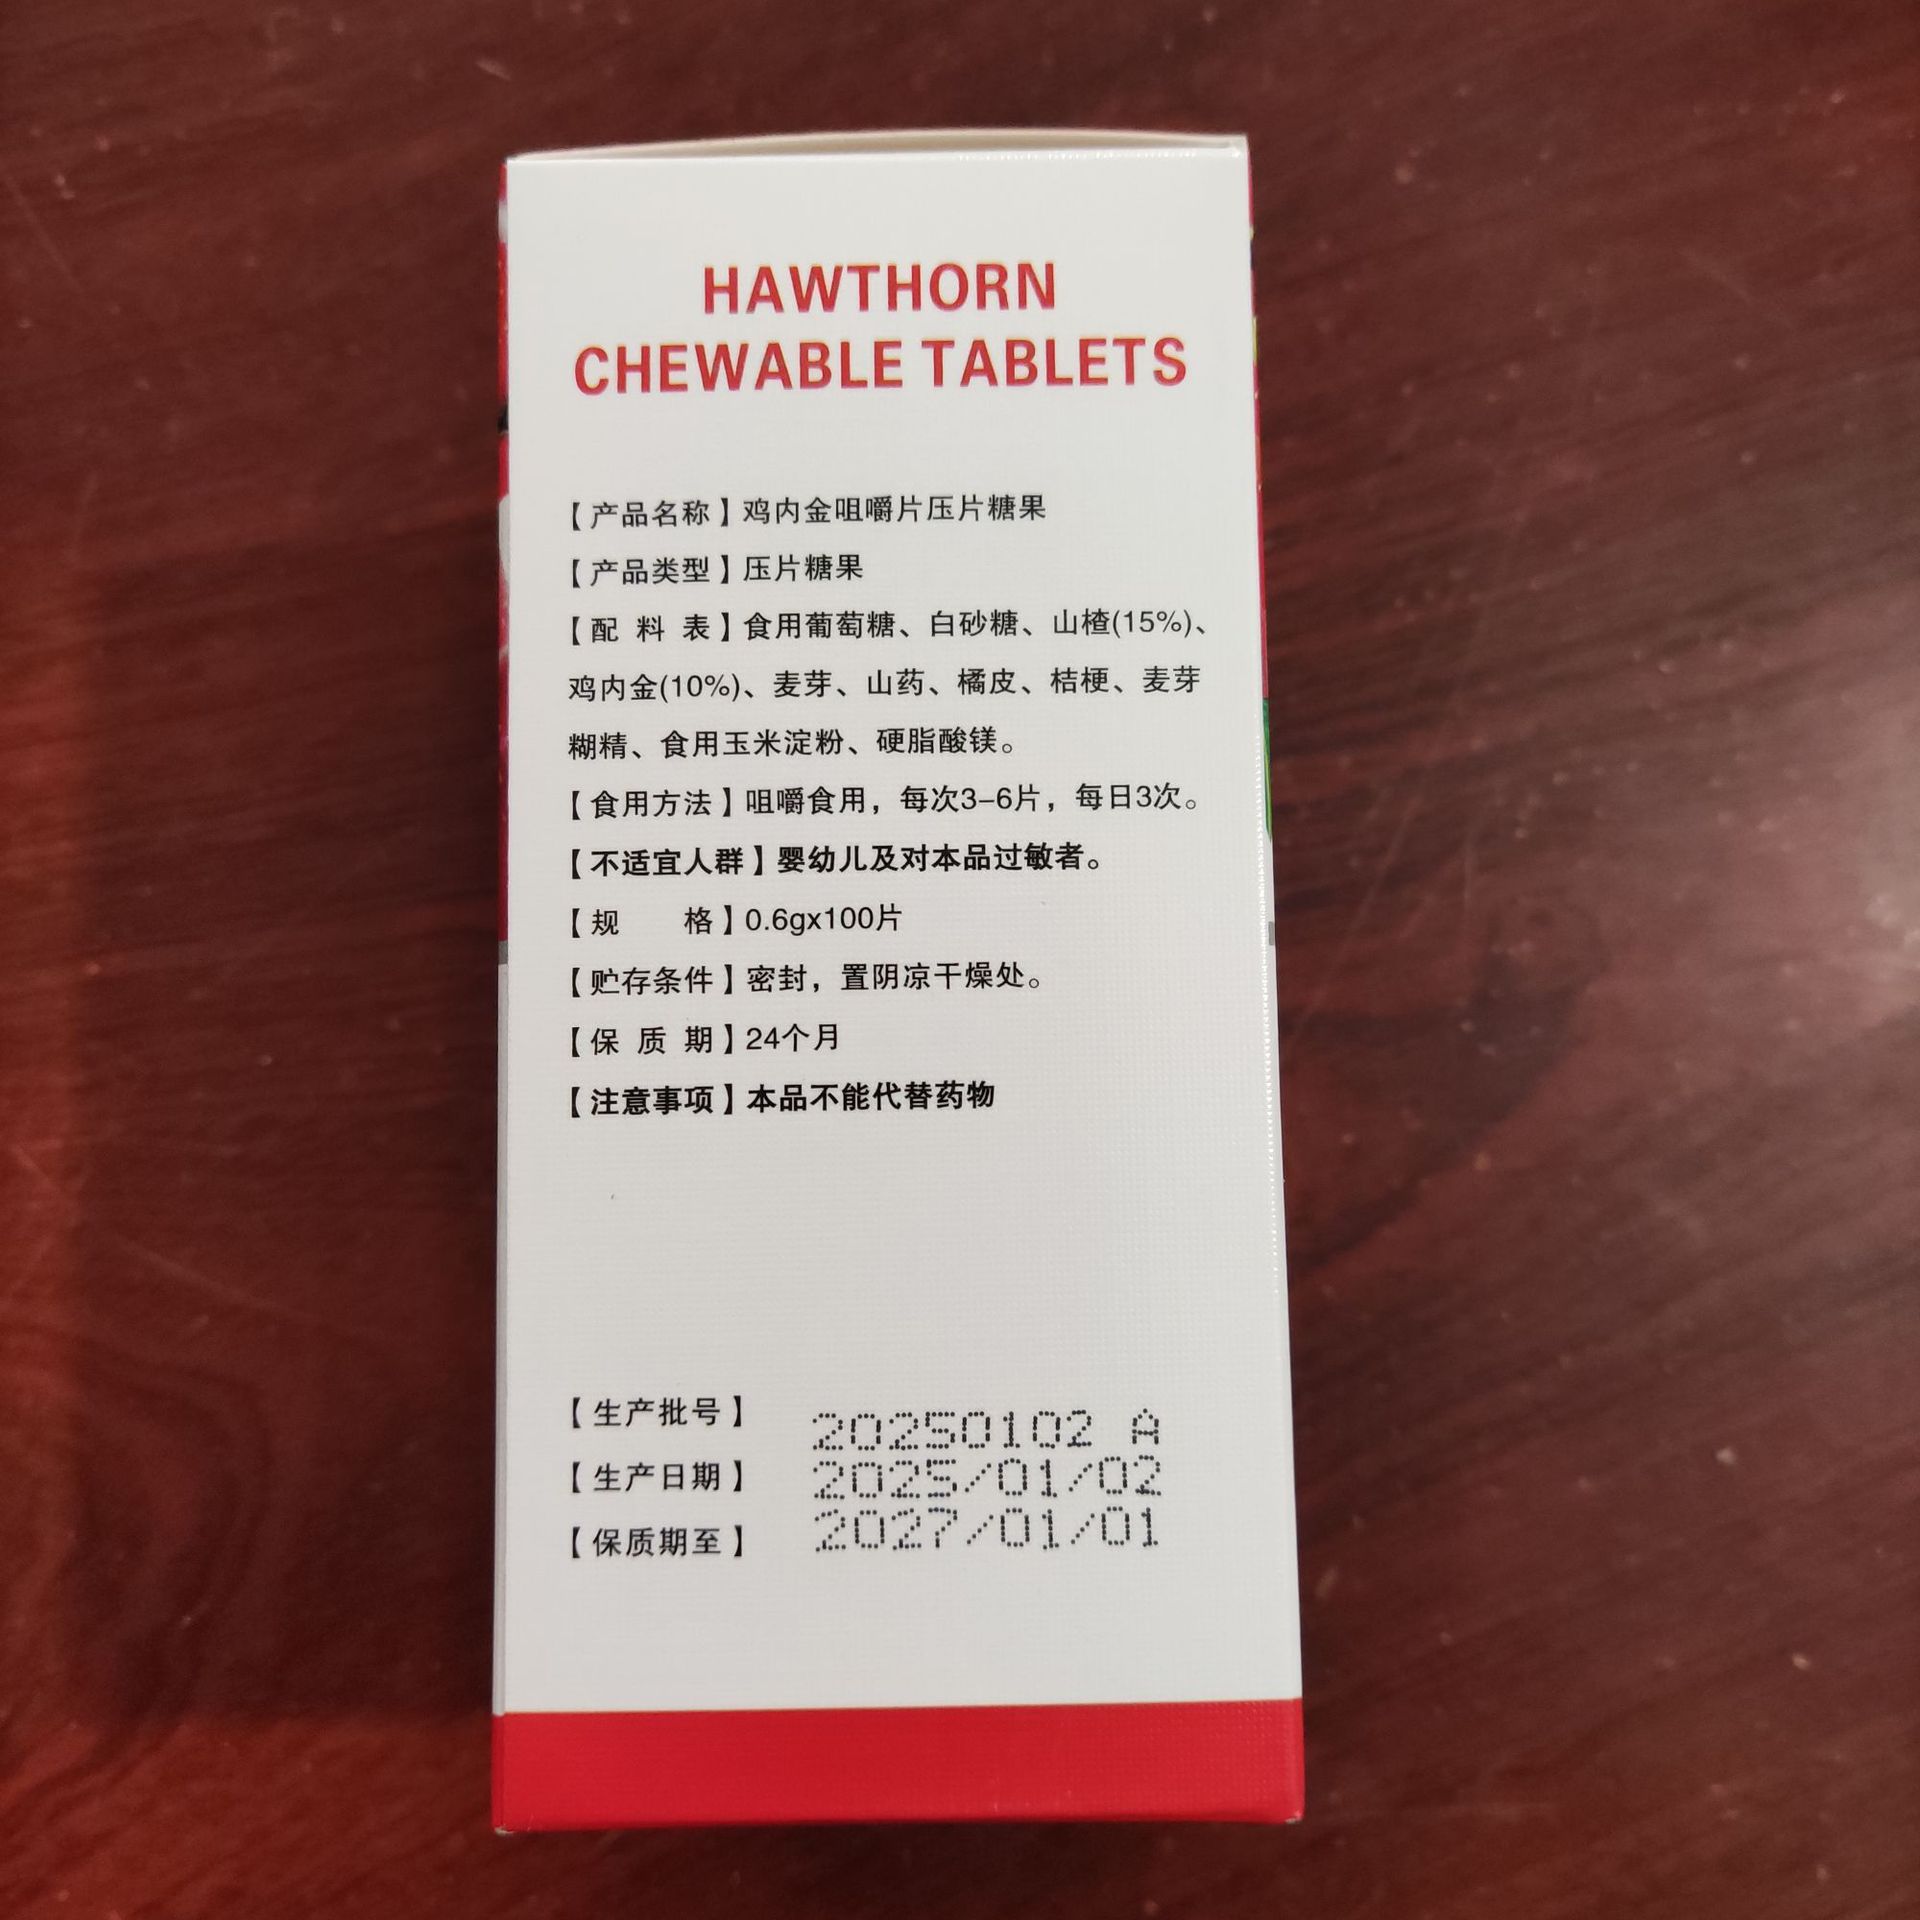 HAWTHORN
CHEWABLE TABLETS
【产品名称】鸡内金咀嚼片压片糖果
【产品类型】压片糖果
【配 料 表】食用葡萄糖、白砂糖、山楂(15%)、
鸡内金(10%)、麦芽、山药、橘皮、桔梗、麦芽
糊精、食用玉米淀粉、硬脂酸镁。
【食用方法】咀嚼食用，每次3-6片，每日3次。
【不适宜人群】婴幼儿及对本品过敏者。
【规 格】0.6gx100片
【贮存条件】密封，置阴凉干燥处。
【保 质 期】24个月
【注意事项】本品不能代替药物
【生产批号】 20250102 A
【生产日期】 2025/01/02
【保质期至】 2027/01/01